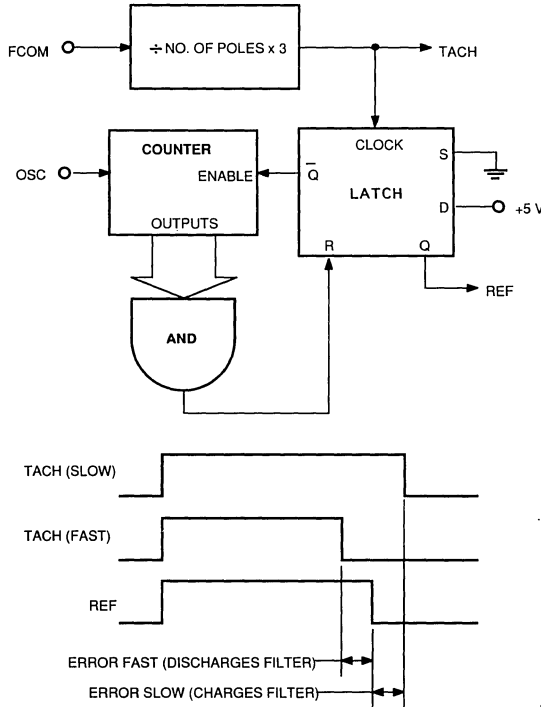 FCOM
÷ NO. OF POLES x 3
TACH
COUNTER
OSC
ENABLE
OUTPUTS
CLOCK
S
Q̅
LATCH
D
+5 V
R
Q
REF
AND
TACH (SLOW)
TACH (FAST)
REF
ERROR FAST (DISCHARGES FILTER)
ERROR SLOW (CHARGES FILTER)